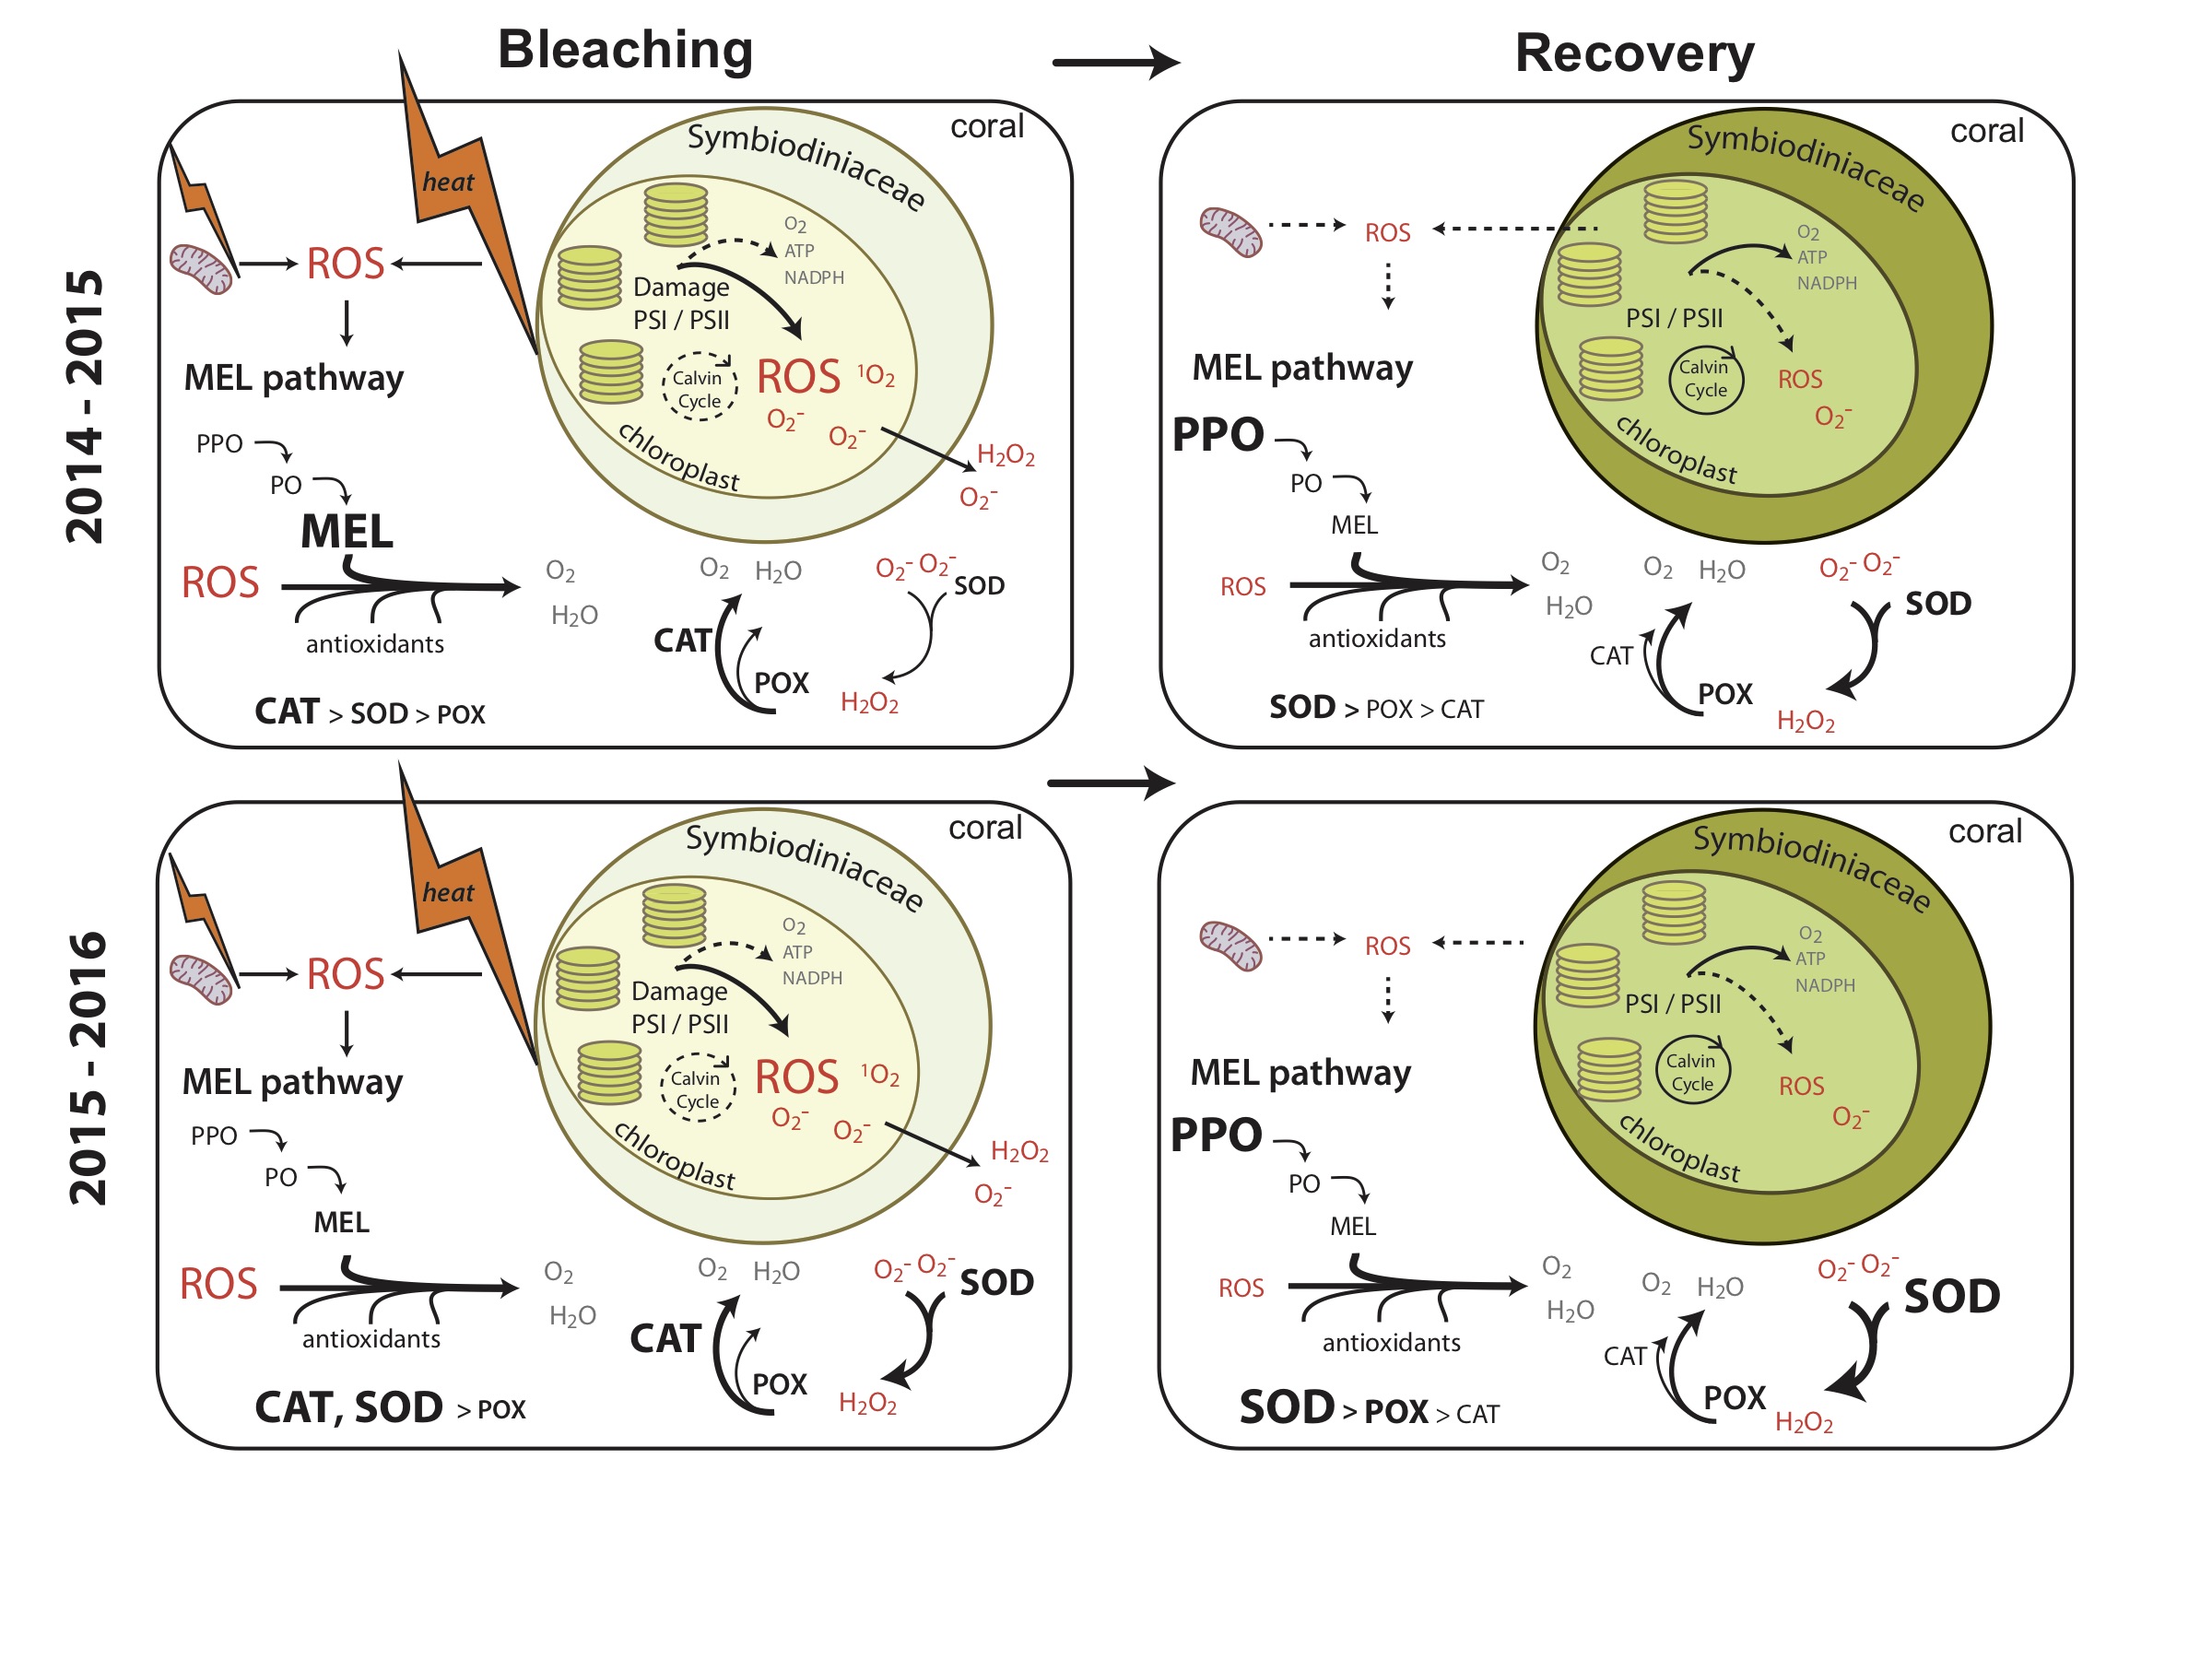 Bleaching
Recovery
2014 - 2015
coral
Symbiodiniaceae
heat
O2
ATP
NADPH
ROS
Damage
PSI / PSII
MEL pathway
Calvin
Cycle
ROS
¹O2
O2-
O2-
chloroplast
H2O2
O2-
PPO
PO
MEL
ROS
antioxidants
O2
H2O
O2
H2O
O2- O2-
SOD
CAT
POX
H2O2
CAT > SOD > POX
coral
Symbiodiniaceae
ROS
O2
ATP
NADPH
PSI / PSII
MEL pathway
Calvin
Cycle
ROS
O2-
chloroplast
PPO
PO
MEL
ROS
antioxidants
O2
H2O
O2
H2O
O2- O2-
SOD
CAT
POX
H2O2
SOD > POX > CAT
2015 - 2016
coral
Symbiodiniaceae
heat
O2
ATP
NADPH
ROS
Damage
PSI / PSII
MEL pathway
Calvin
Cycle
ROS
¹O2
O2-
O2-
chloroplast
H2O2
O2-
PPO
PO
MEL
ROS
antioxidants
O2
H2O
O2
H2O
O2- O2-
SOD
CAT
POX
H2O2
CAT, SOD > POX
coral
Symbiodiniaceae
ROS
O2
ATP
NADPH
PSI / PSII
MEL pathway
Calvin
Cycle
ROS
O2-
chloroplast
PPO
PO
MEL
ROS
antioxidants
O2
H2O
O2
H2O
O2- O2-
SOD
CAT
POX
H2O2
SOD > POX > CAT